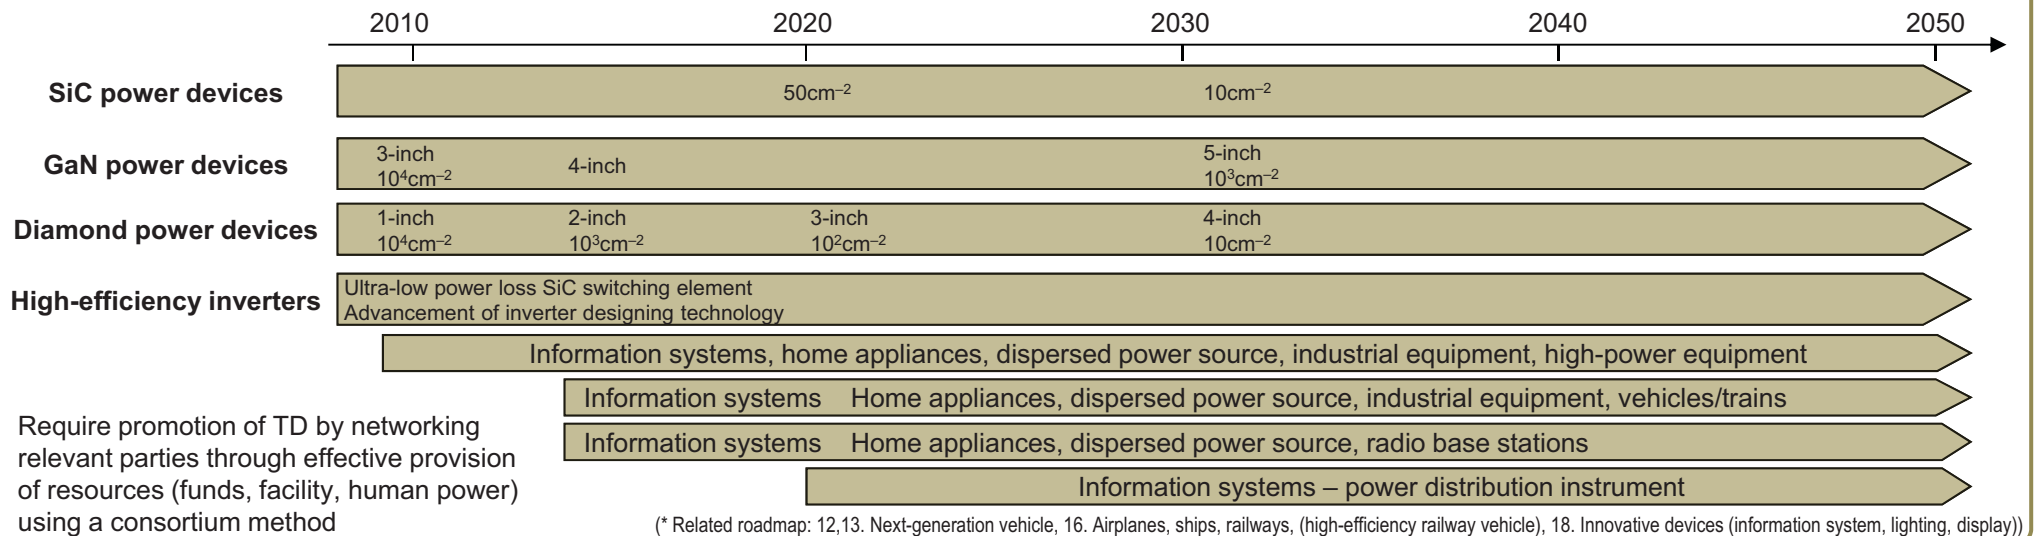 2010 2020 2030 2040 2050
SiC power devices
50cm⁻² 10cm⁻²
GaN power devices
3-inch
10⁴cm⁻²
4-inch
5-inch
10³cm⁻²
Diamond power devices
1-inch
10⁴cm⁻²
2-inch
10³cm⁻²
3-inch
10²cm⁻²
4-inch
10cm⁻²
High-efficiency inverters
Ultra-low power loss SiC switching element
Advancement of inverter designing technology
Information systems, home appliances, dispersed power source, industrial equipment, high-power equipment
Information systems Home appliances, dispersed power source, industrial equipment, vehicles/trains
Information systems Home appliances, dispersed power source, radio base stations
Information systems – power distribution instrument
Require promotion of TD by networking
relevant parties through effective provision
of resources (funds, facility, human power)
using a consortium method
(* Related roadmap: 12,13. Next-generation vehicle, 16. Airplanes, ships, railways, (high-efficiency railway vehicle), 18. Innovative devices (information system, lighting, display))